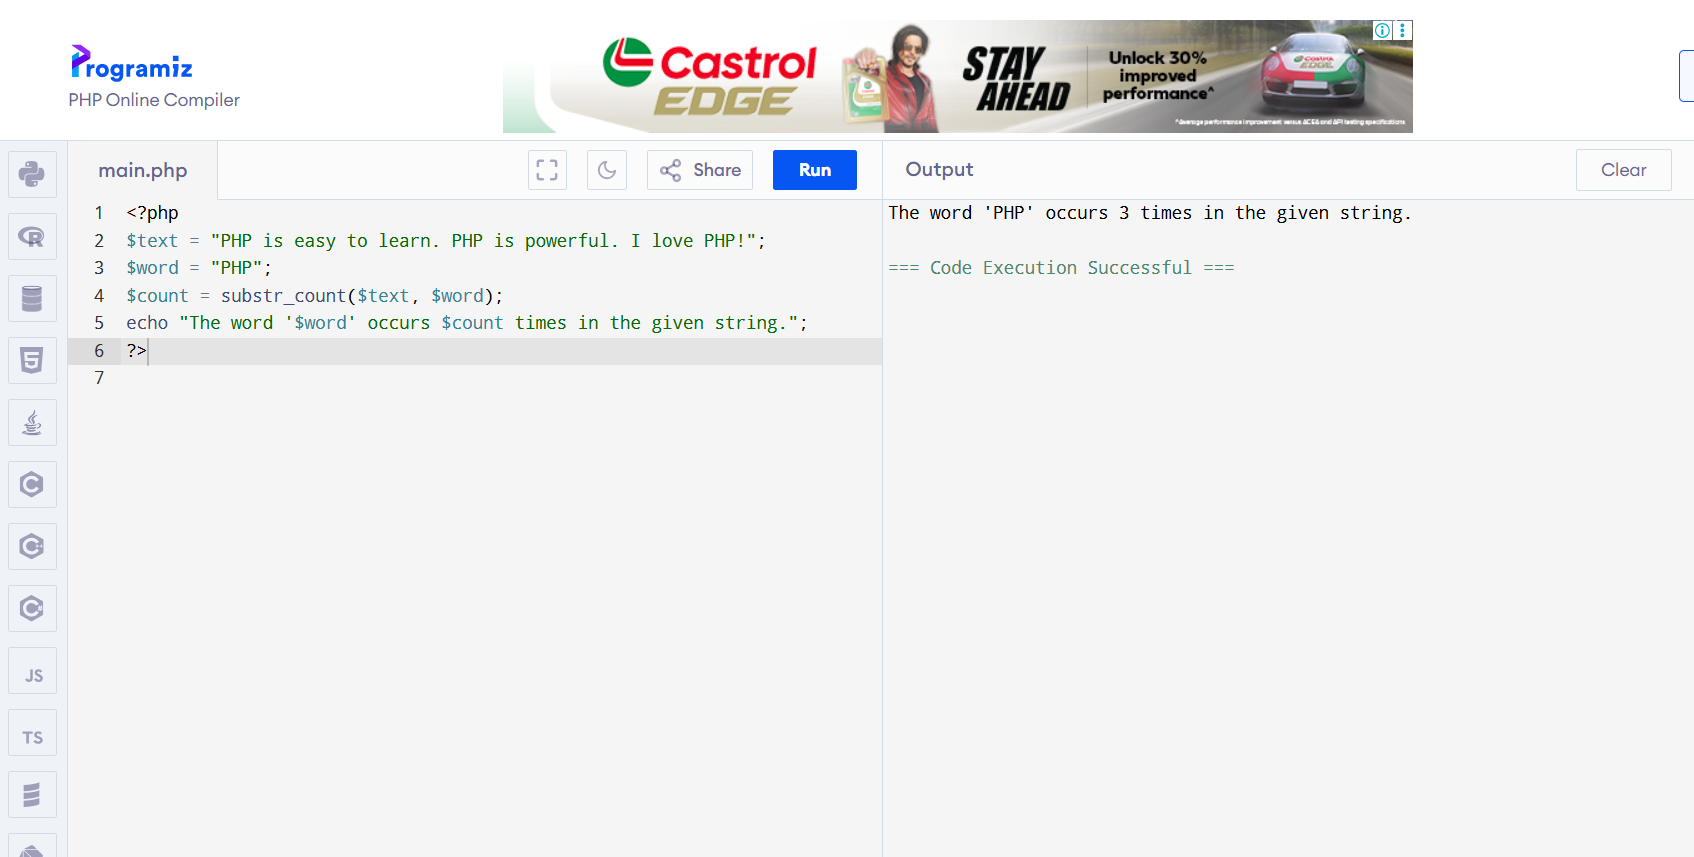 Programiz
PHP Online Compiler
Castrol
EDGE
STAY
AHEAD
Unlock 30%
improved
performance^
CASTROL
EDGE
^Average performance improvement versus ACEA and API testing specifications
main.php
Share
Run
Output
Clear
1 <?php
2 $text = "PHP is easy to learn. PHP is powerful. I love PHP!";
3 $word = "PHP";
4 $count = substr_count($text, $word);
5 echo "The word '$word' occurs $count times in the given string.";
6 ?>
7
The word 'PHP' occurs 3 times in the given string.
=== Code Execution Successful ===
R
5
C
C
C
JS
TS